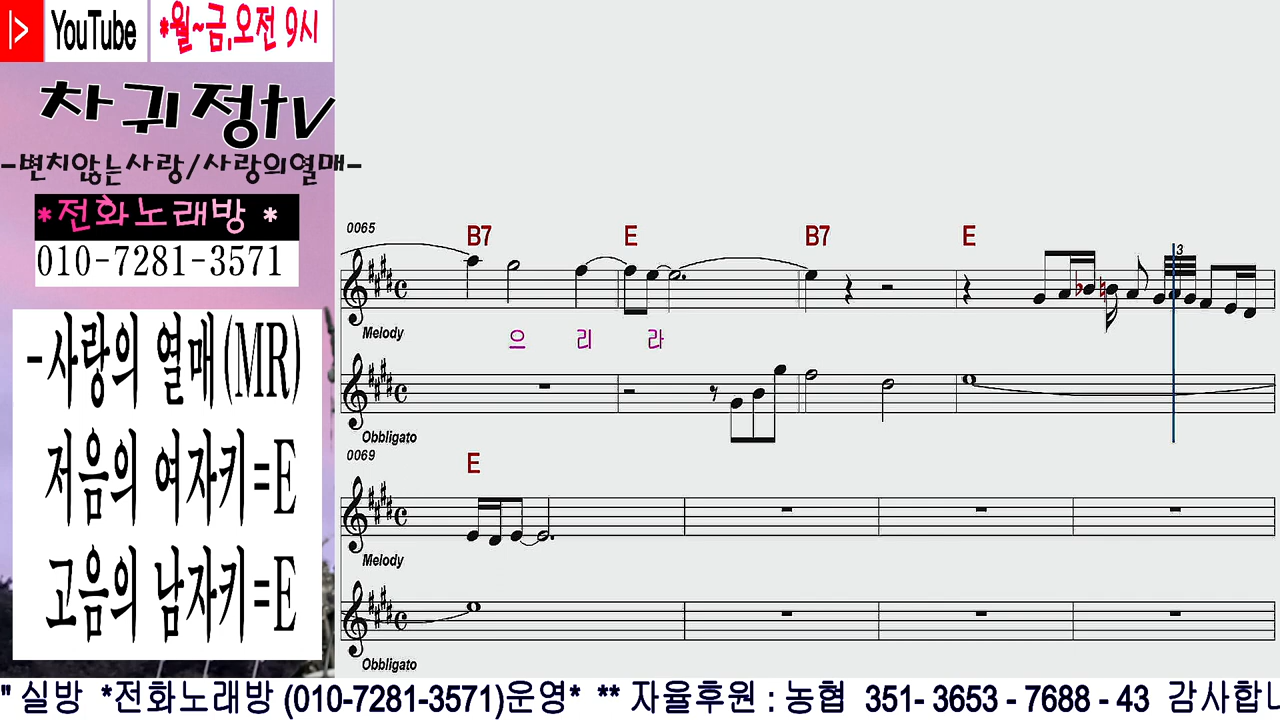 YouTube *월~금,오전 9시
차귀정tv
-변치않는사랑/사랑의열매-
*전화노래방 *
010-7281-3571
-사랑의 열매(MR)
저음의 여자키=E
고음의 남자키=E
0065
B7 E B7 E
3
Melody 으 리 라
Obbligato
0069
E
Melody
Obbligato
" 실방 *전화노래방 (010-7281-3571)운영* ** 자율후원 : 농협 351- 3653 - 7688 - 43 감사합니